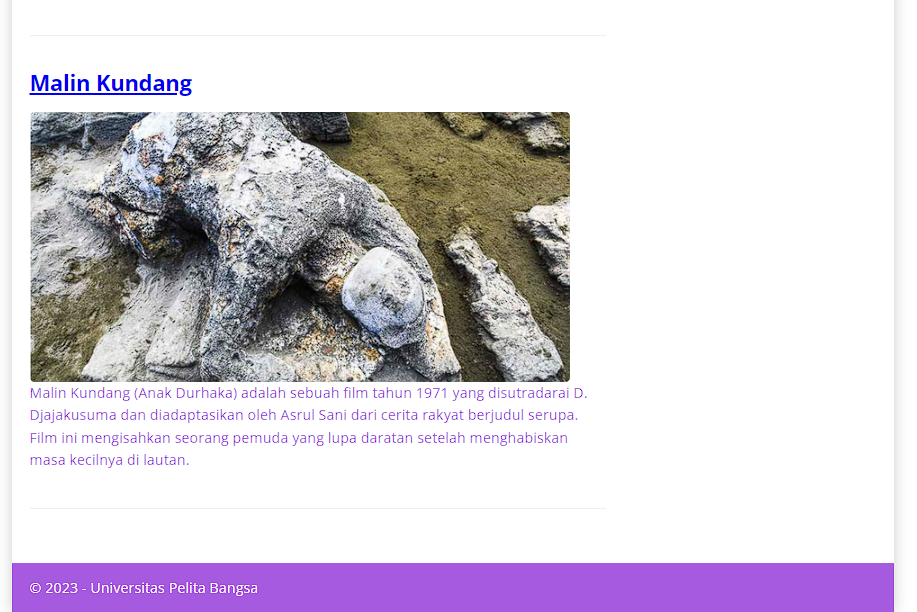 Malin Kundang
Malin Kundang (Anak Durhaka) adalah sebuah film tahun 1971 yang disutradarai D.
Djajakusuma dan diadaptasikan oleh Asrul Sani dari cerita rakyat berjudul serupa.
Film ini mengisahkan seorang pemuda yang lupa daratan setelah menghabiskan
masa kecilnya di lautan.
© 2023 - Universitas Pelita Bangsa